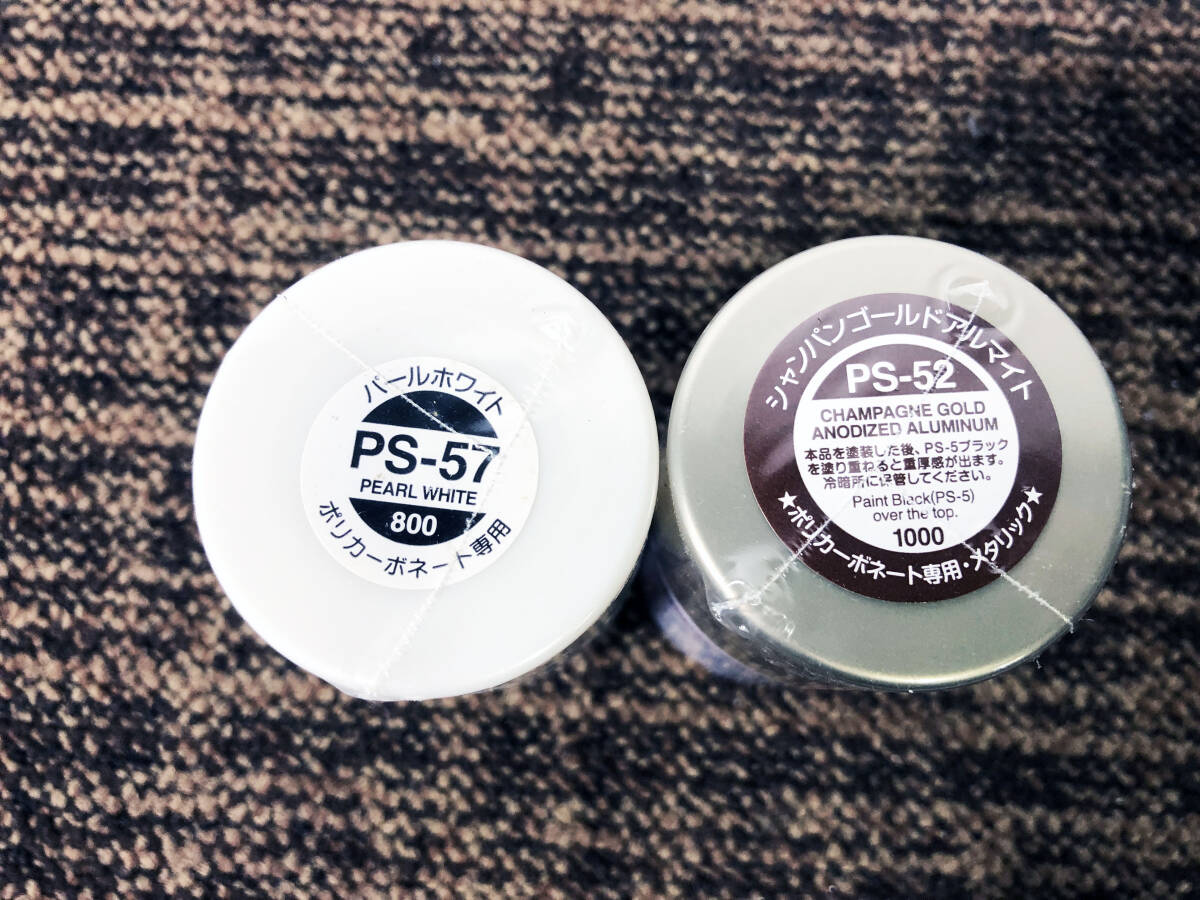 パールホワイト
PS-57
PEARL WHITE
800
ポリカーボネート専用
シャンパンゴールドアルマイト
PS-52
CHAMPAGNE GOLD
ANODIZED ALUMINUM
本品を塗装した後、PS-5ブラック
を塗り重ねると重厚感が出ます。
冷暗所に保管してください。
Paint Black(PS-5)
over the top.
1000
★ポリカーボネート専用・メタリック★